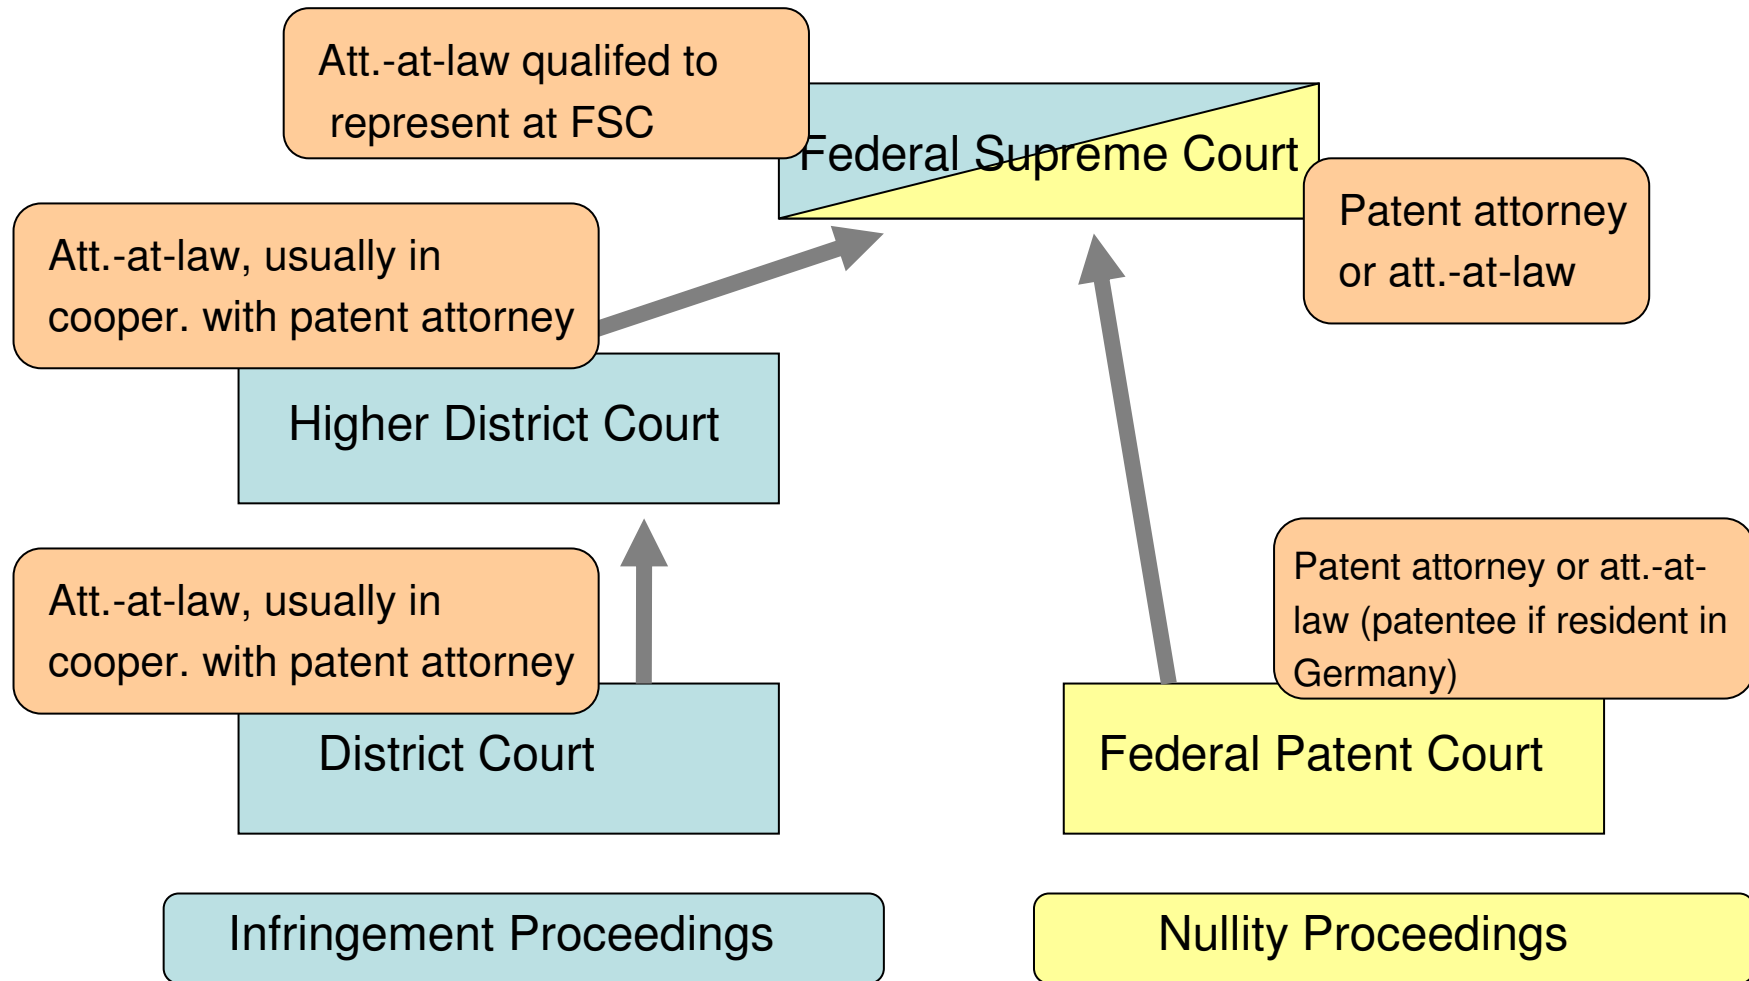 Att.-at-law qualifed to
represent at FSC
Federal Supreme Court
Patent attorney
or att.-at-law
Att.-at-law, usually in
cooper. with patent attorney
Higher District Court
Att.-at-law, usually in
cooper. with patent attorney
District Court
Patent attorney or att.-at-
law (patentee if resident in
Germany)
Federal Patent Court
Infringement Proceedings
Nullity Proceedings